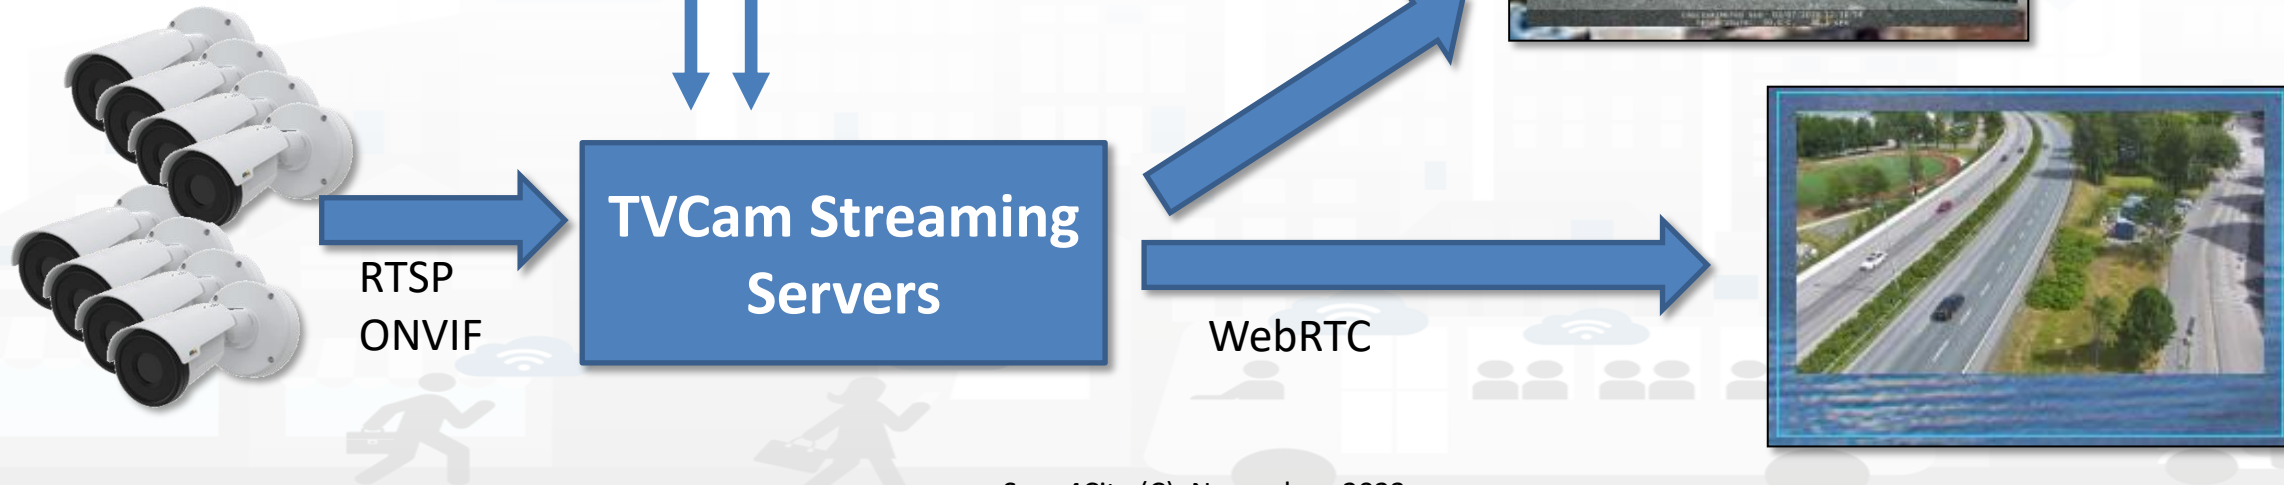 RTSP
ONVIF
TVCam Streaming
Servers
WebRTC